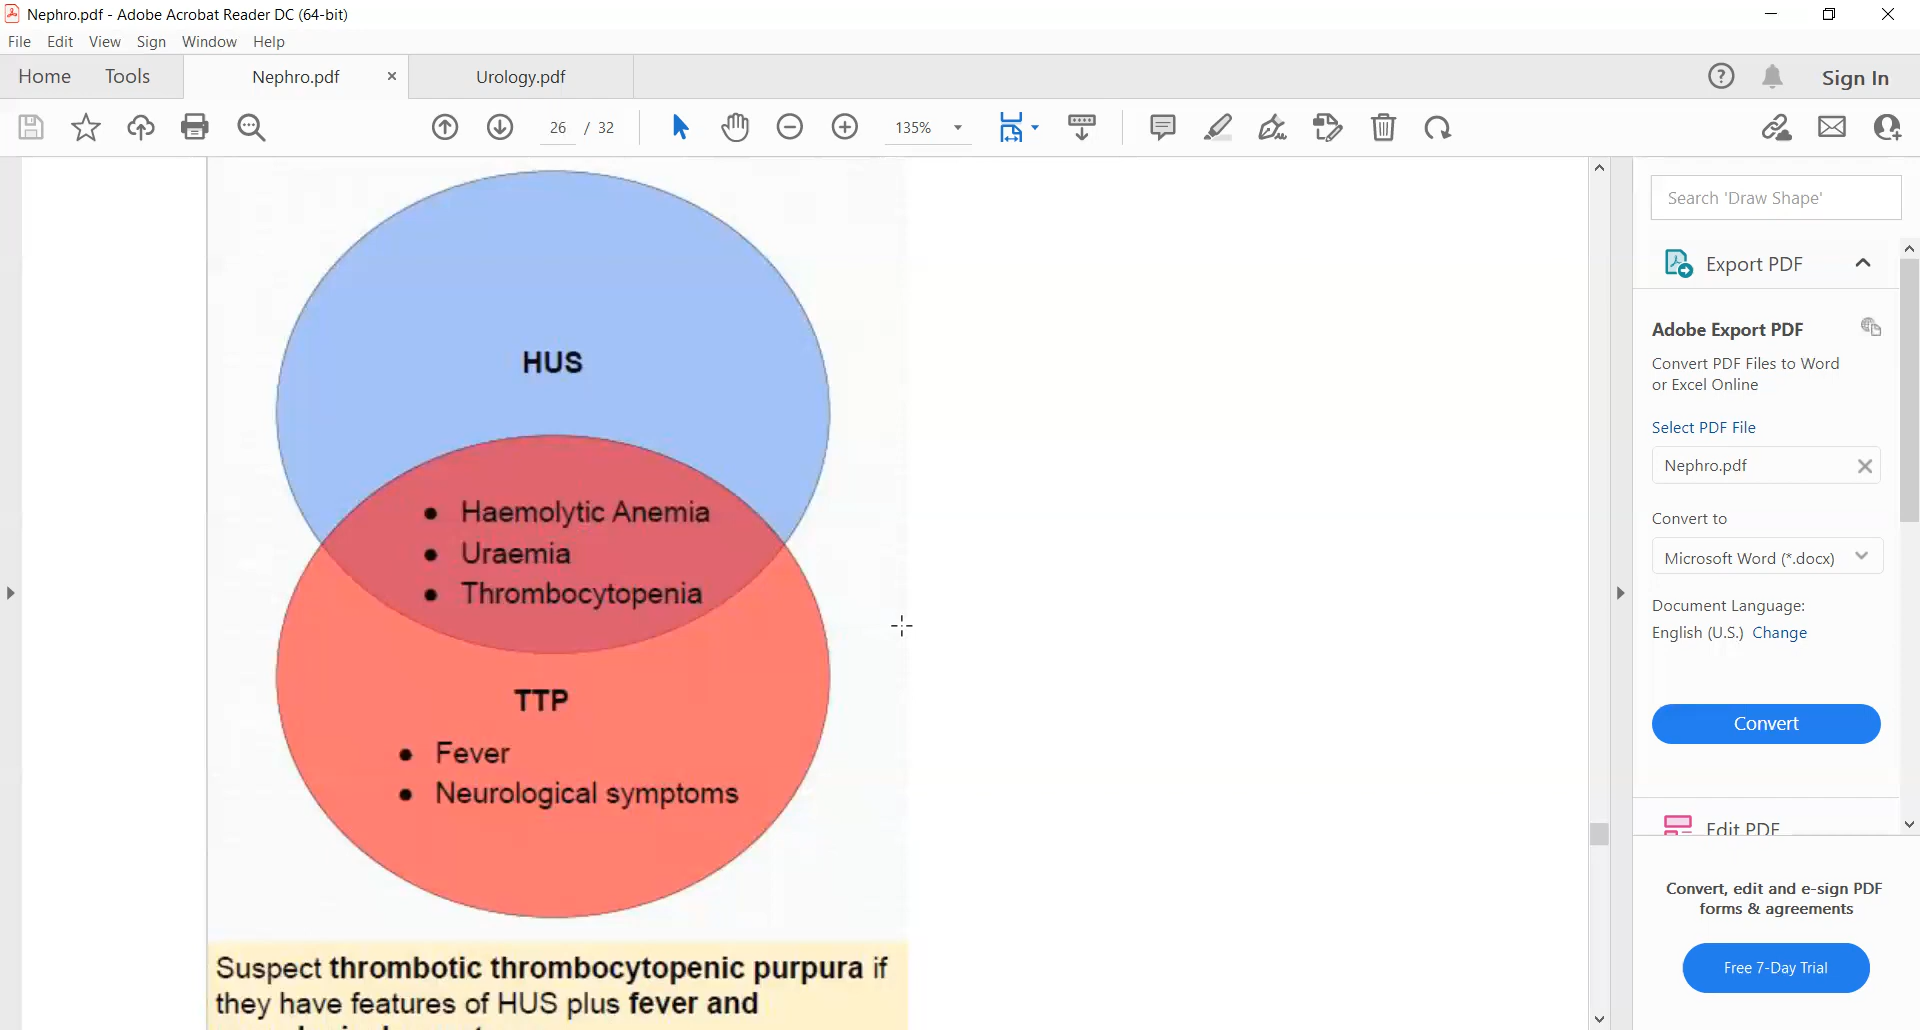 Nephro.pdf - Adobe Acrobat Reader DC (64-bit)
File Edit View Sign Window Help
Home Tools Nephro.pdf Urology.pdf Sign In
26 / 32 135%
HUS
Haemolytic Anemia
Uraemia
Thrombocytopenia
TTP
Fever
Neurological symptoms
Suspect thrombotic thrombocytopenic purpura if
they have features of HUS plus fever and
Search 'Draw Shape'
Export PDF
Adobe Export PDF
Convert PDF Files to Word
or Excel Online
Select PDF File
Nephro.pdf
Convert to
Microsoft Word (*.docx)
Document Language:
English (U.S.) Change
Convert
Edit PDF
Convert, edit and e-sign PDF
forms & agreements
Free 7-Day Trial